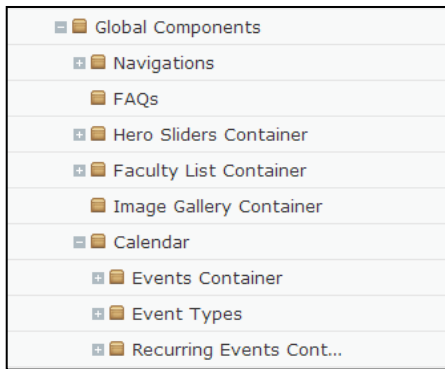 Global Components
Navigations
FAQs
Hero Sliders Container
Faculty List Container
Image Gallery Container
Calendar
Events Container
Event Types
Recurring Events Cont...